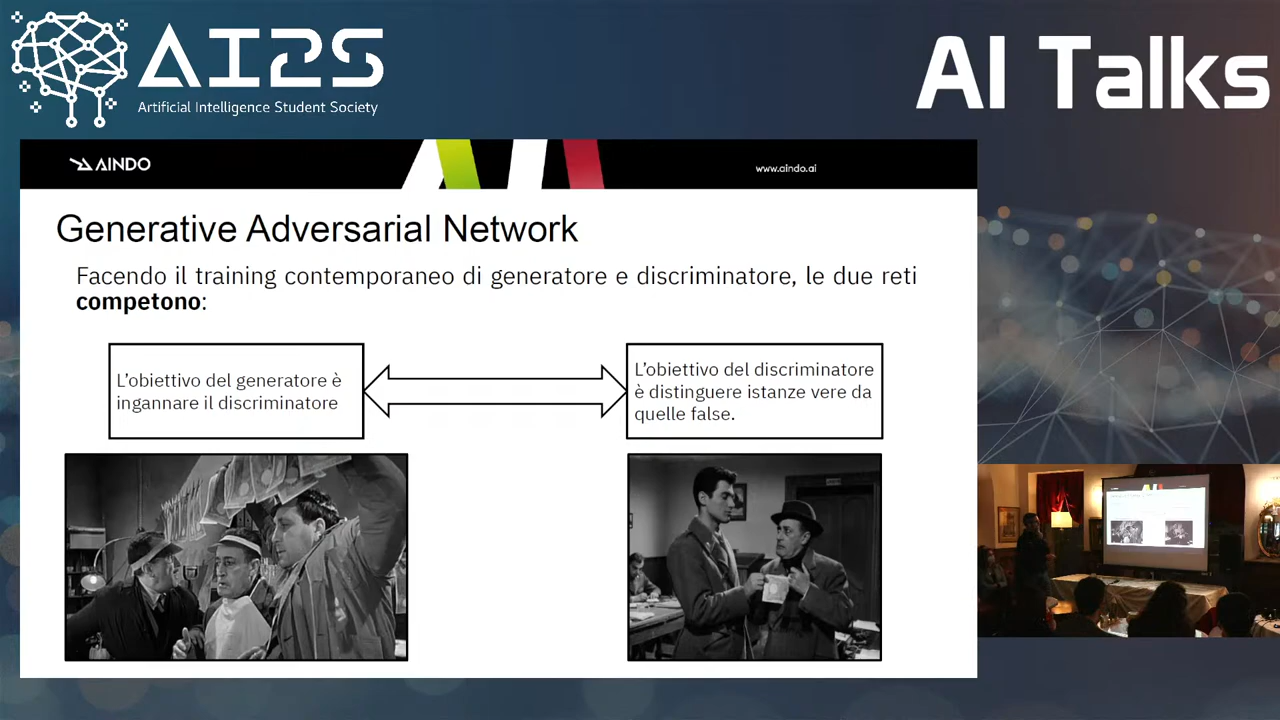 AI2S
Artificial Intelligence Student Society
AI Talks
AINDO
www.aindo.ai
Generative Adversarial Network
Facendo il training contemporaneo di generatore e discriminatore, le due reti
competono:
L'obiettivo del generatore è
ingannare il discriminatore
L'obiettivo del discriminatore
è distinguere istanze vere da
quelle false.